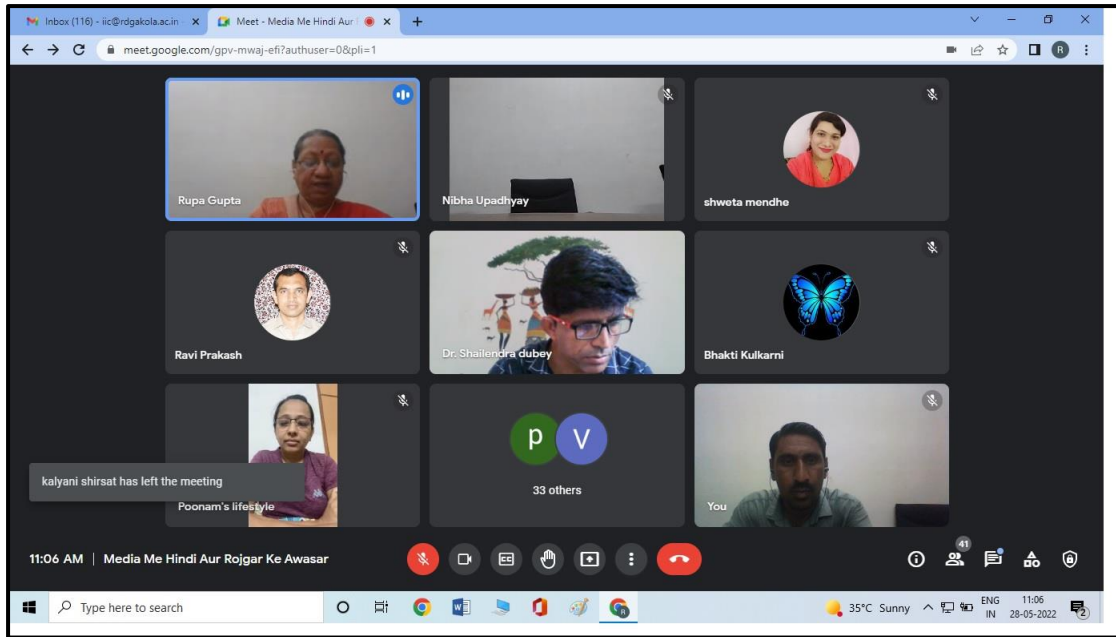 Inbox (116) - iic@rdgakola.ac.in
Meet - Media Me Hindi Aur
meet.google.com/gpv-mwaj-efi?authuser=0&pli=1
R
Rupa Gupta
Nibha Upadhyay
shweta mendhe
Ravi Prakash
Dr. Shailendra dubey
Bhakti Kulkarni
p V
kalyani shirsat has left the meeting
Poonam's lifestyle
33 others
You
11:06 AM | Media Me Hindi Aur Rojgar Ke Awasar
CC
41
Type here to search
35°C Sunny
ENG
IN
11:06
28-05-2022
2